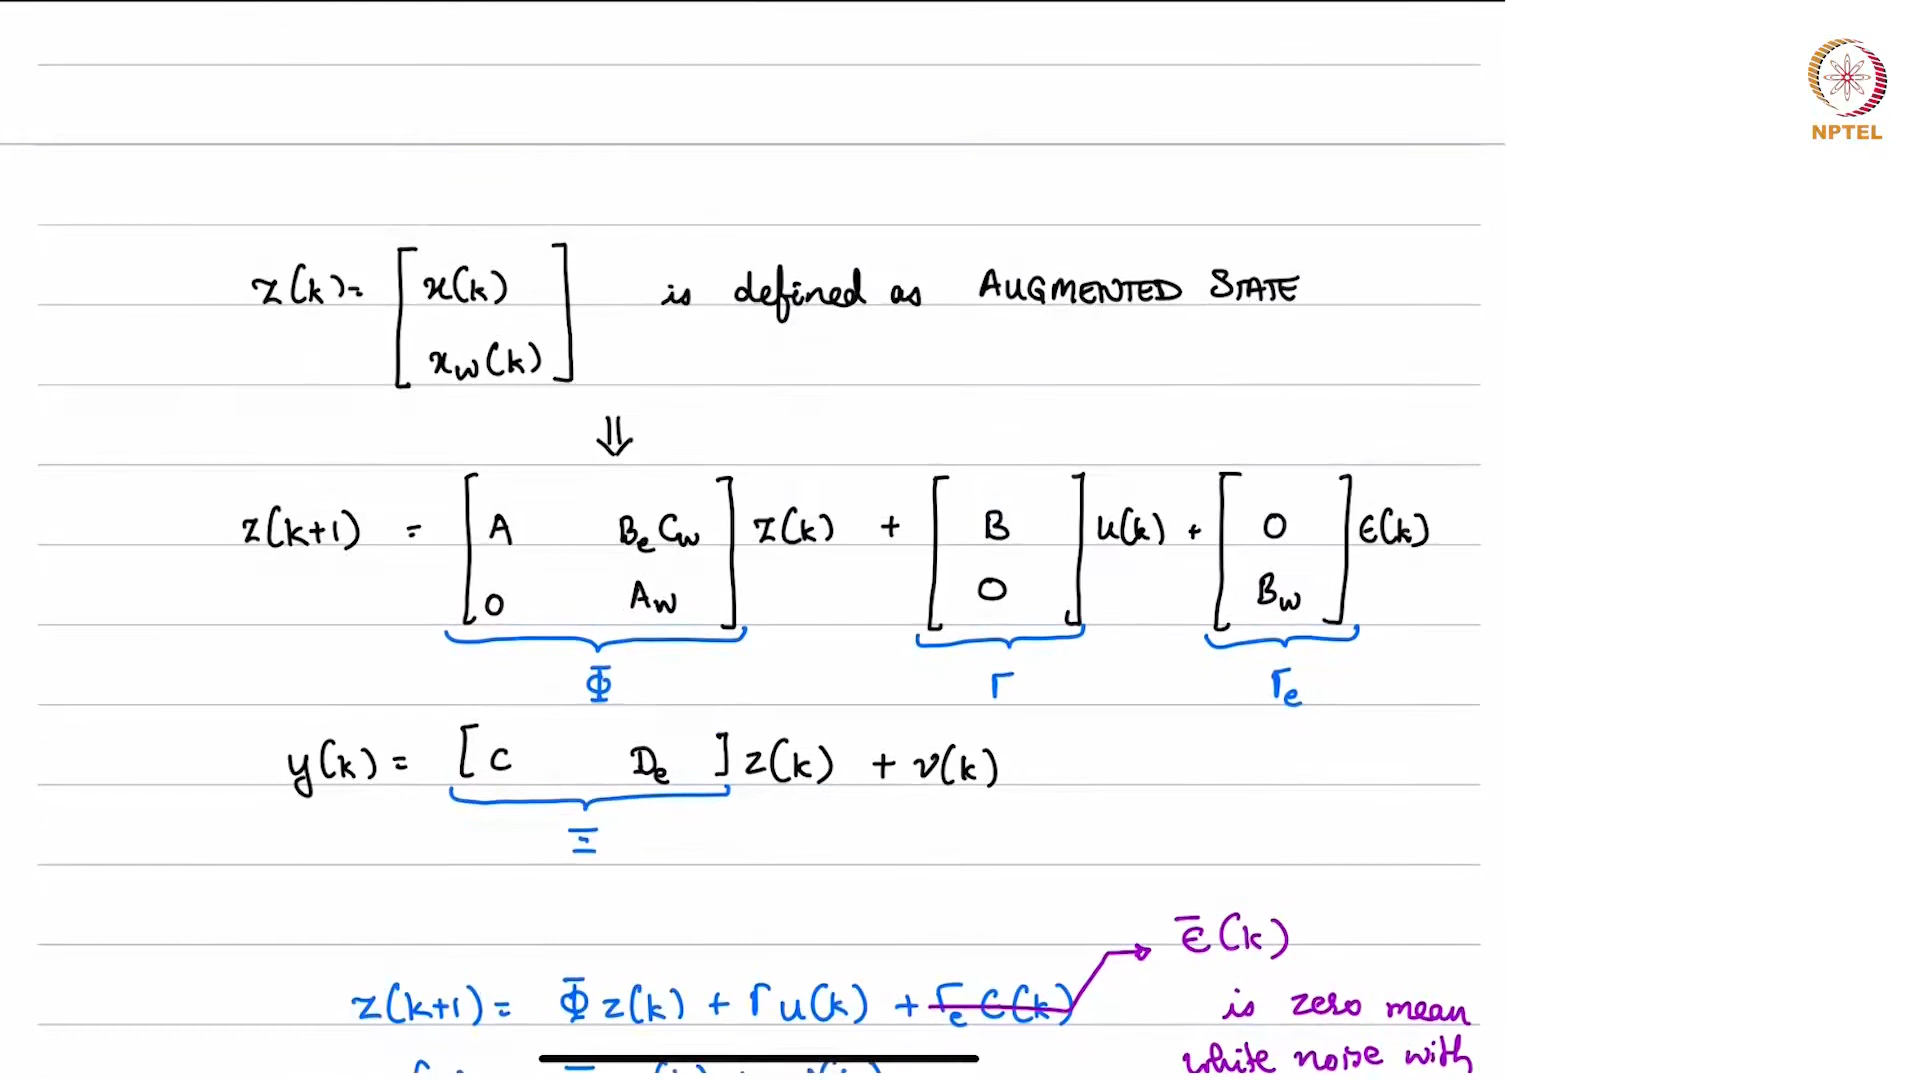 NPTEL
z(k) = [ x(k) ; x_w(k) ] is defined as AUGMENTED STATE
⇓
z(k+1) = [ A B_e C_w ; 0 A_w ] z(k) + [ B ; 0 ] u(k) + [ 0 ; B_w ] ε(k)
Φ Γ Γ_e
y(k) = [ C D_e ] z(k) + v(k)
Ξ
ε̄(k)
z(k+1) = Φ z(k) + Γ u(k) + Γ_e ε(k)
is zero mean
white noise with